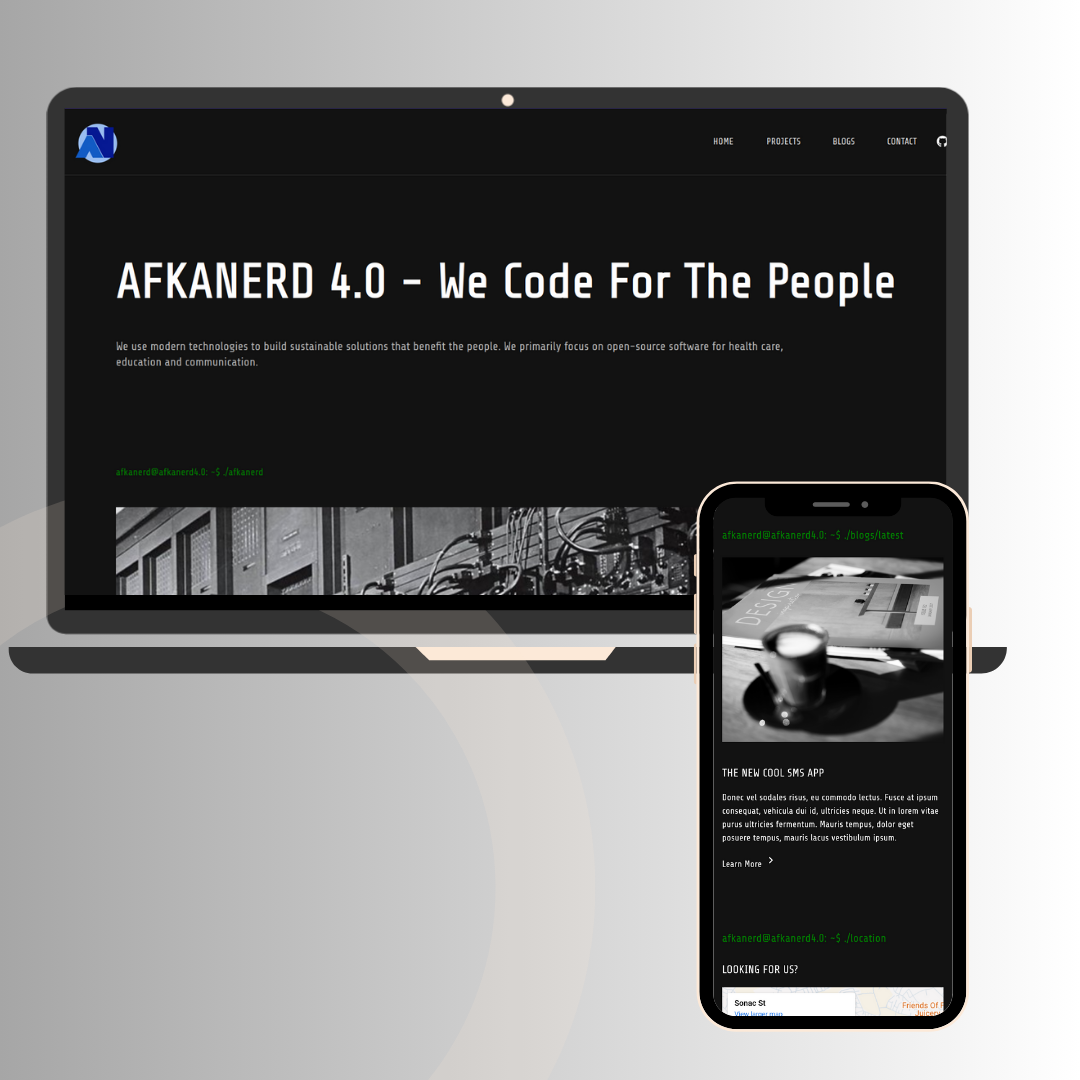 HOME PROJECTS BLOGS CONTACT
AFKANERD 4.0 - We Code For The People
We use modern technologies to build sustainable solutions that benefit the people. We primarily focus on open-source software for health care,
education and communication.
afkanerd@afkanerd4.0: ~$ ./afkanerd
afkanerd@afkanerd4.0: ~$ ./blogs/latest
DESIGN
THE NEW COOL SMS APP
Donec vel sodales risus, eu commodo lectus. Fusce at ipsum
consequat, vehicula dui id, ultricies neque. Ut in lorem vitae
purus ultricies fermentum. Mauris tempus, dolor eget
posuere tempus, mauris lacus vestibulum ipsum.
Learn More
afkanerd@afkanerd4.0: ~$ ./location
LOOKING FOR US?
Sonac St
View larger map
Friends Of F
Juicery